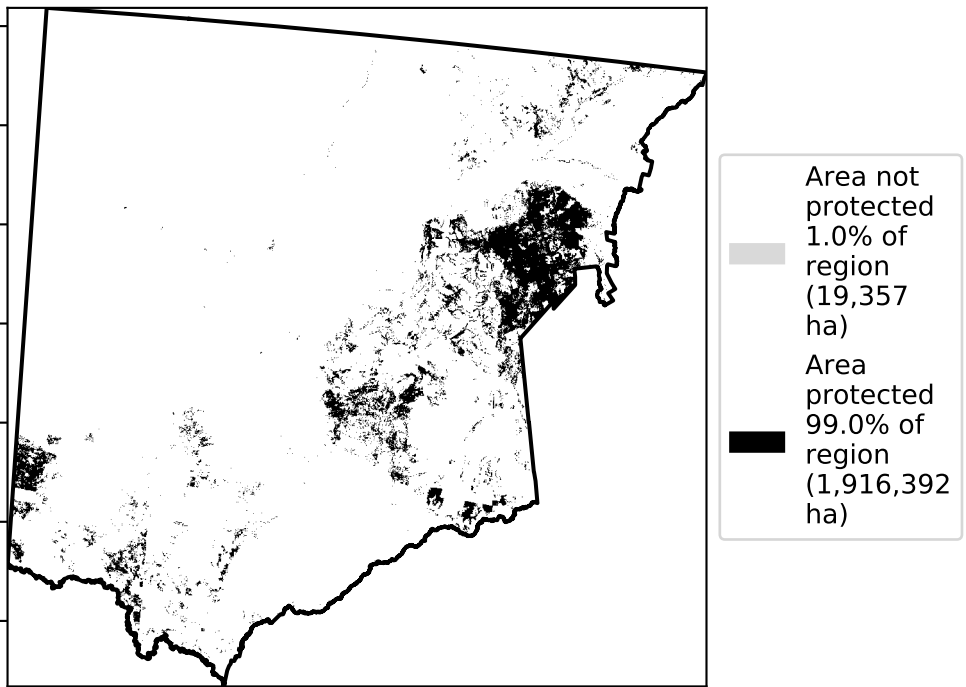 Area not
protected
1.0% of
region
(19,357
ha)
Area
protected
99.0% of
region
(1,916,392
ha)